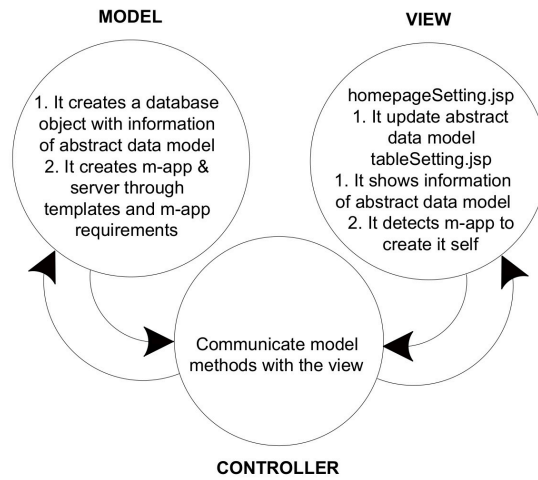 MODEL
1. It creates a database
object with information
of abstract data model
2. It creates m-app &
server through
templates and m-app
requirements
VIEW
homepageSetting.jsp
1. It update abstract
data model
tableSetting.jsp
1. It shows information
of abstract data model
2. It detects m-app to
create it self
Communicate model
methods with the view
CONTROLLER